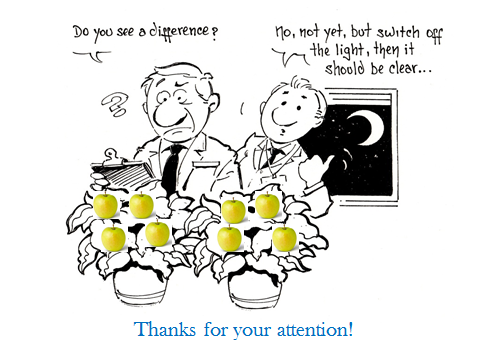 Do you see a difference?
No, not yet, but switch off
the light, then it
should be clear...
??
Thanks for your attention!